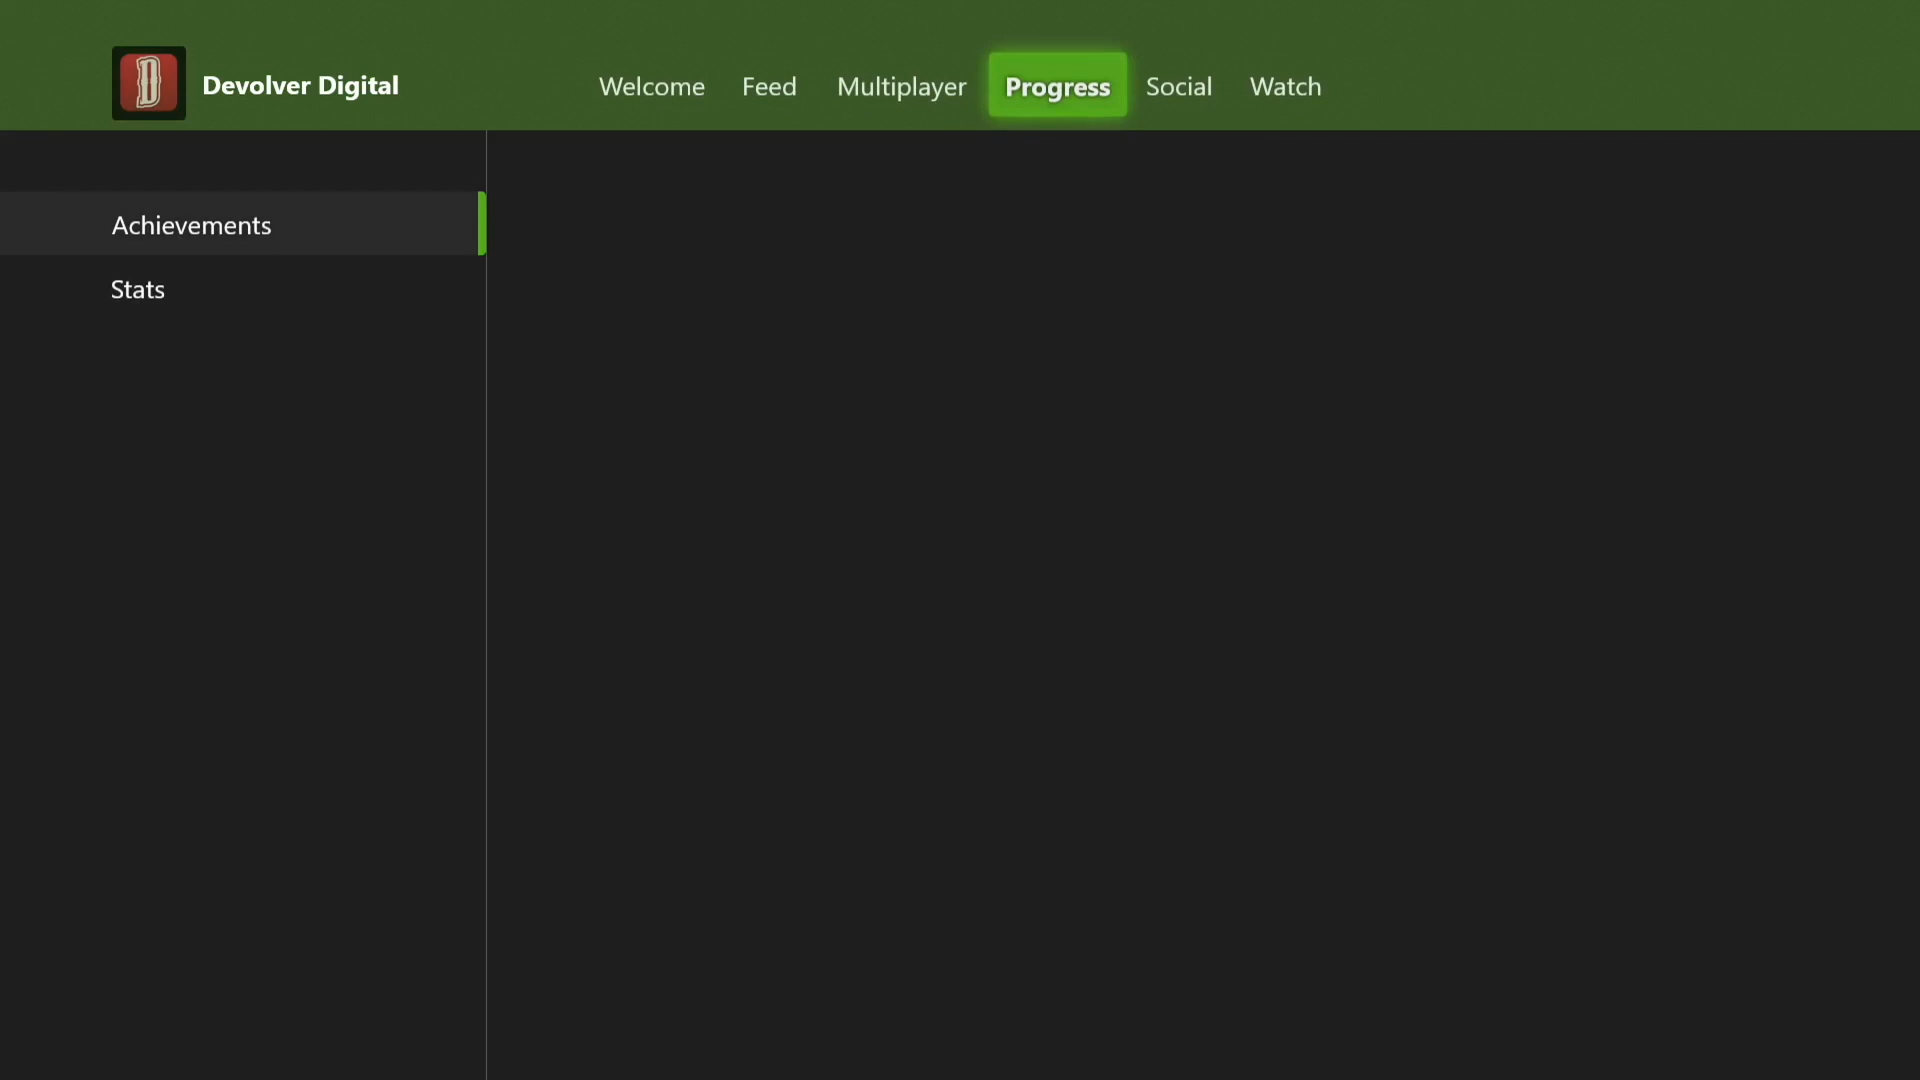 D
Devolver Digital
Welcome
Feed
Multiplayer
Progress
Social
Watch
Achievements
Stats